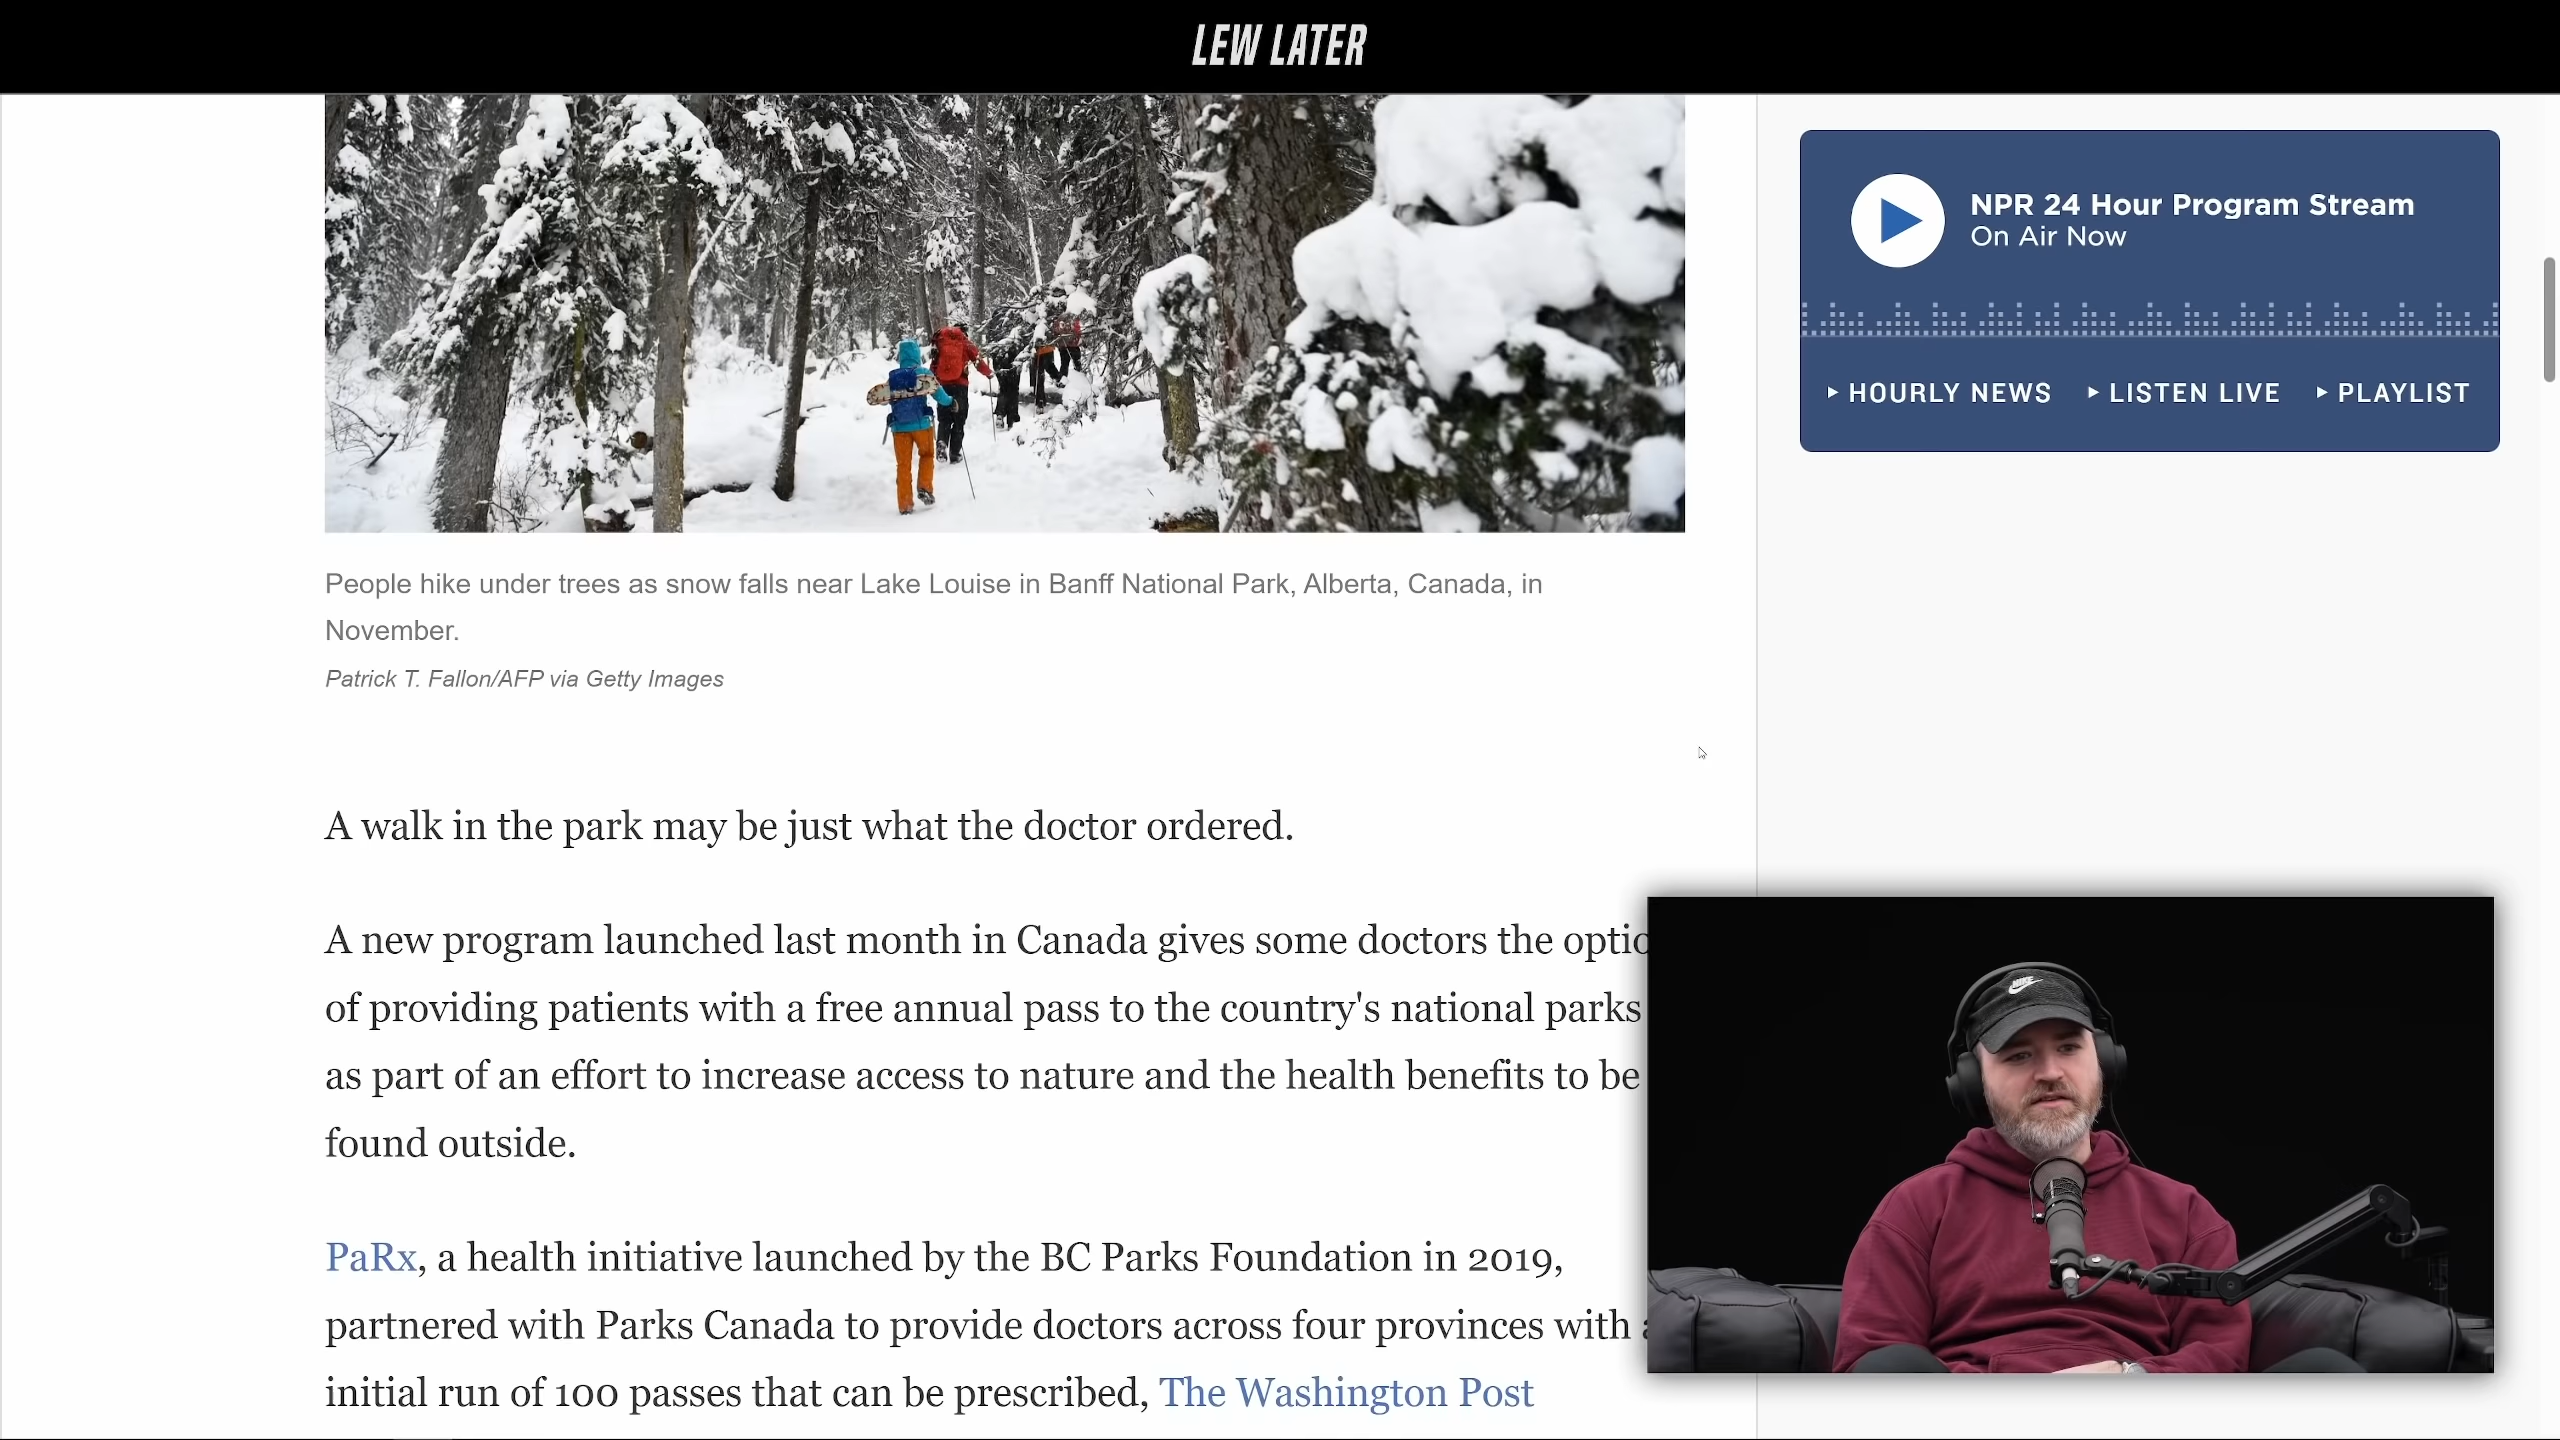 LEW LATER
NPR 24 Hour Program Stream
On Air Now
HOURLY NEWS
LISTEN LIVE
PLAYLIST
People hike under trees as snow falls near Lake Louise in Banff National Park, Alberta, Canada, in
November.
Patrick T. Fallon/AFP via Getty Images
A walk in the park may be just what the doctor ordered.
A new program launched last month in Canada gives some doctors the optio
of providing patients with a free annual pass to the country's national parks
as part of an effort to increase access to nature and the health benefits to be
found outside.
PaRx, a health initiative launched by the BC Parks Foundation in 2019,
partnered with Parks Canada to provide doctors across four provinces with
initial run of 100 passes that can be prescribed, The Washington Post
NIKE